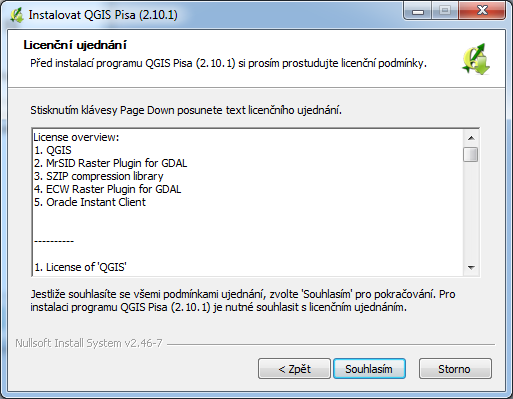 Instalovat QGIS Pisa (2.10.1)
Licenční ujednání
Před instalací programu QGIS Pisa (2.10.1) si prosím prostudujte licenční podmínky.
Stisknutím klávesy Page Down posunete text licenčního ujednání.
License overview:
1. QGIS
2. MrSID Raster Plugin for GDAL
3. SZIP compression library
4. ECW Raster Plugin for GDAL
5. Oracle Instant Client
----------
1. License of 'QGIS'
Jestliže souhlasíte se všemi podmínkami ujednání, zvolte 'Souhlasím' pro pokračování. Pro
instalaci programu QGIS Pisa (2.10.1) je nutné souhlasit s licenčním ujednáním.
Nullsoft Install System v2.46-7
< Zpět
Souhlasím
Storno